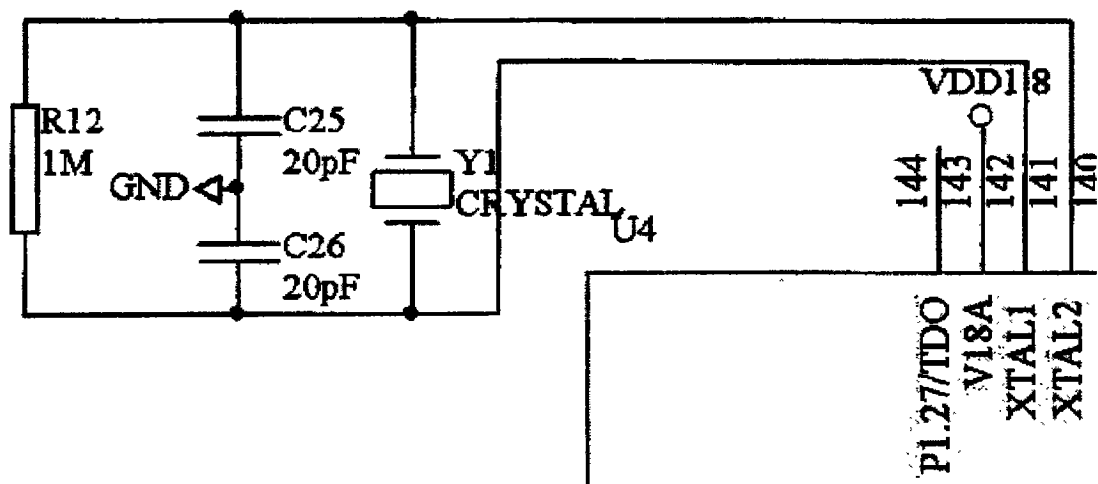 R12
1M
C25
20pF
GND
C26
20pF
Y1
CRYSTAL
U4
VDD18
144
143
142
141
140
P1.27/TDO
V18A
XTAL1
XTAL2